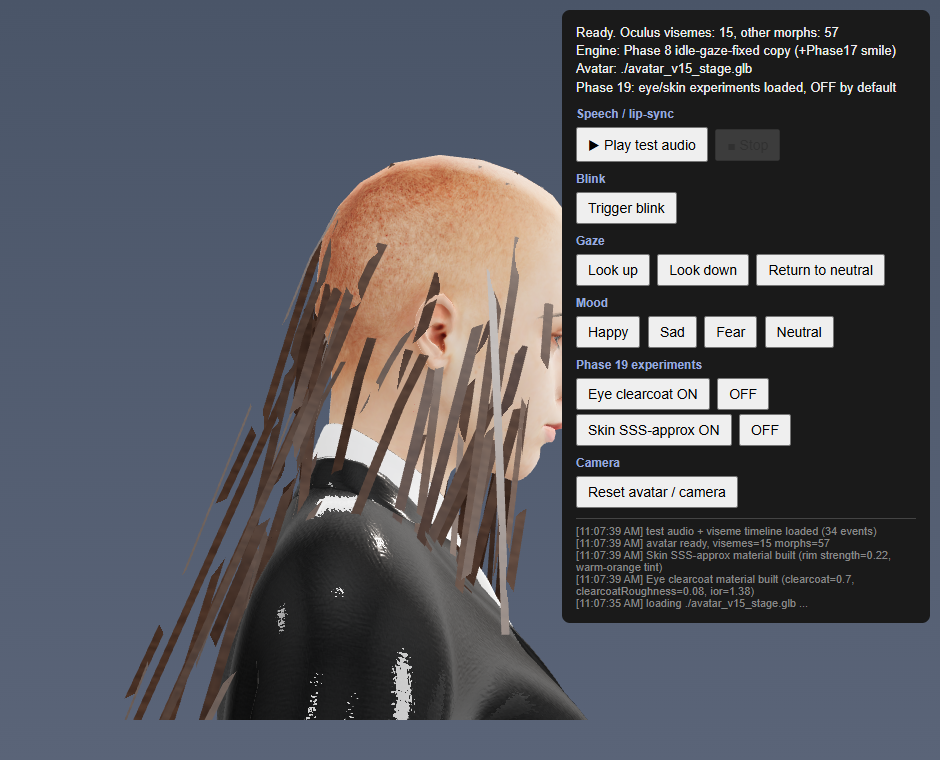 Ready. Oculus visemes: 15, other morphs: 57
Engine: Phase 8 idle-gaze-fixed copy (+Phase17 smile)
Avatar: ./avatar_v15_stage.glb
Phase 19: eye/skin experiments loaded, OFF by default
Speech / lip-sync
▶ Play test audio ■ Stop
Blink
Trigger blink
Gaze
Look up Look down Return to neutral
Mood
Happy Sad Fear Neutral
Phase 19 experiments
Eye clearcoat ON OFF
Skin SSS-approx ON OFF
Camera
Reset avatar / camera
[11:07:39 AM] test audio + viseme timeline loaded (34 events)
[11:07:39 AM] avatar ready, visemes=15 morphs=57
[11:07:39 AM] Skin SSS-approx material built (rim strength=0.22,
warm-orange tint)
[11:07:39 AM] Eye clearcoat material built (clearcoat=0.7,
clearcoatRoughness=0.08, ior=1.38)
[11:07:35 AM] loading ./avatar_v15_stage.glb ...